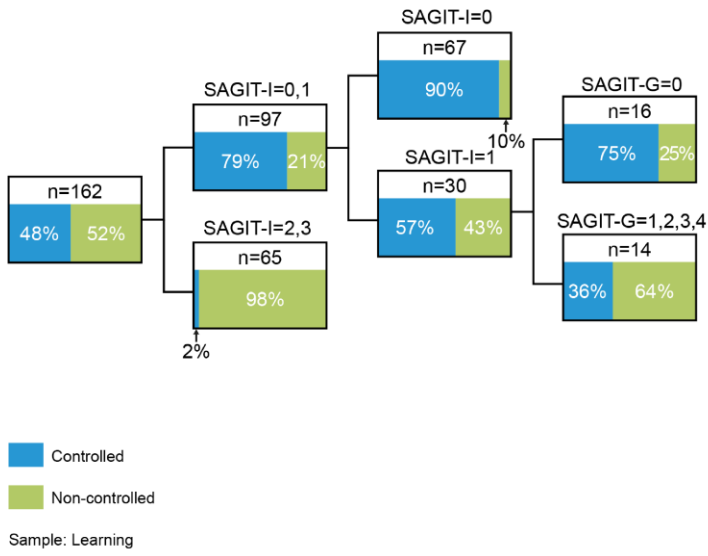 SAGIT-I=0
n=67
90%
10%
SAGIT-I=0,1
n=97
79% 21%
SAGIT-G=0
n=16
75% 25%
n=162
48% 52%
SAGIT-I=1
n=30
57% 43%
SAGIT-I=2,3
n=65
98%
2%
SAGIT-G=1,2,3,4
n=14
36% 64%
Controlled
Non-controlled
Sample: Learning